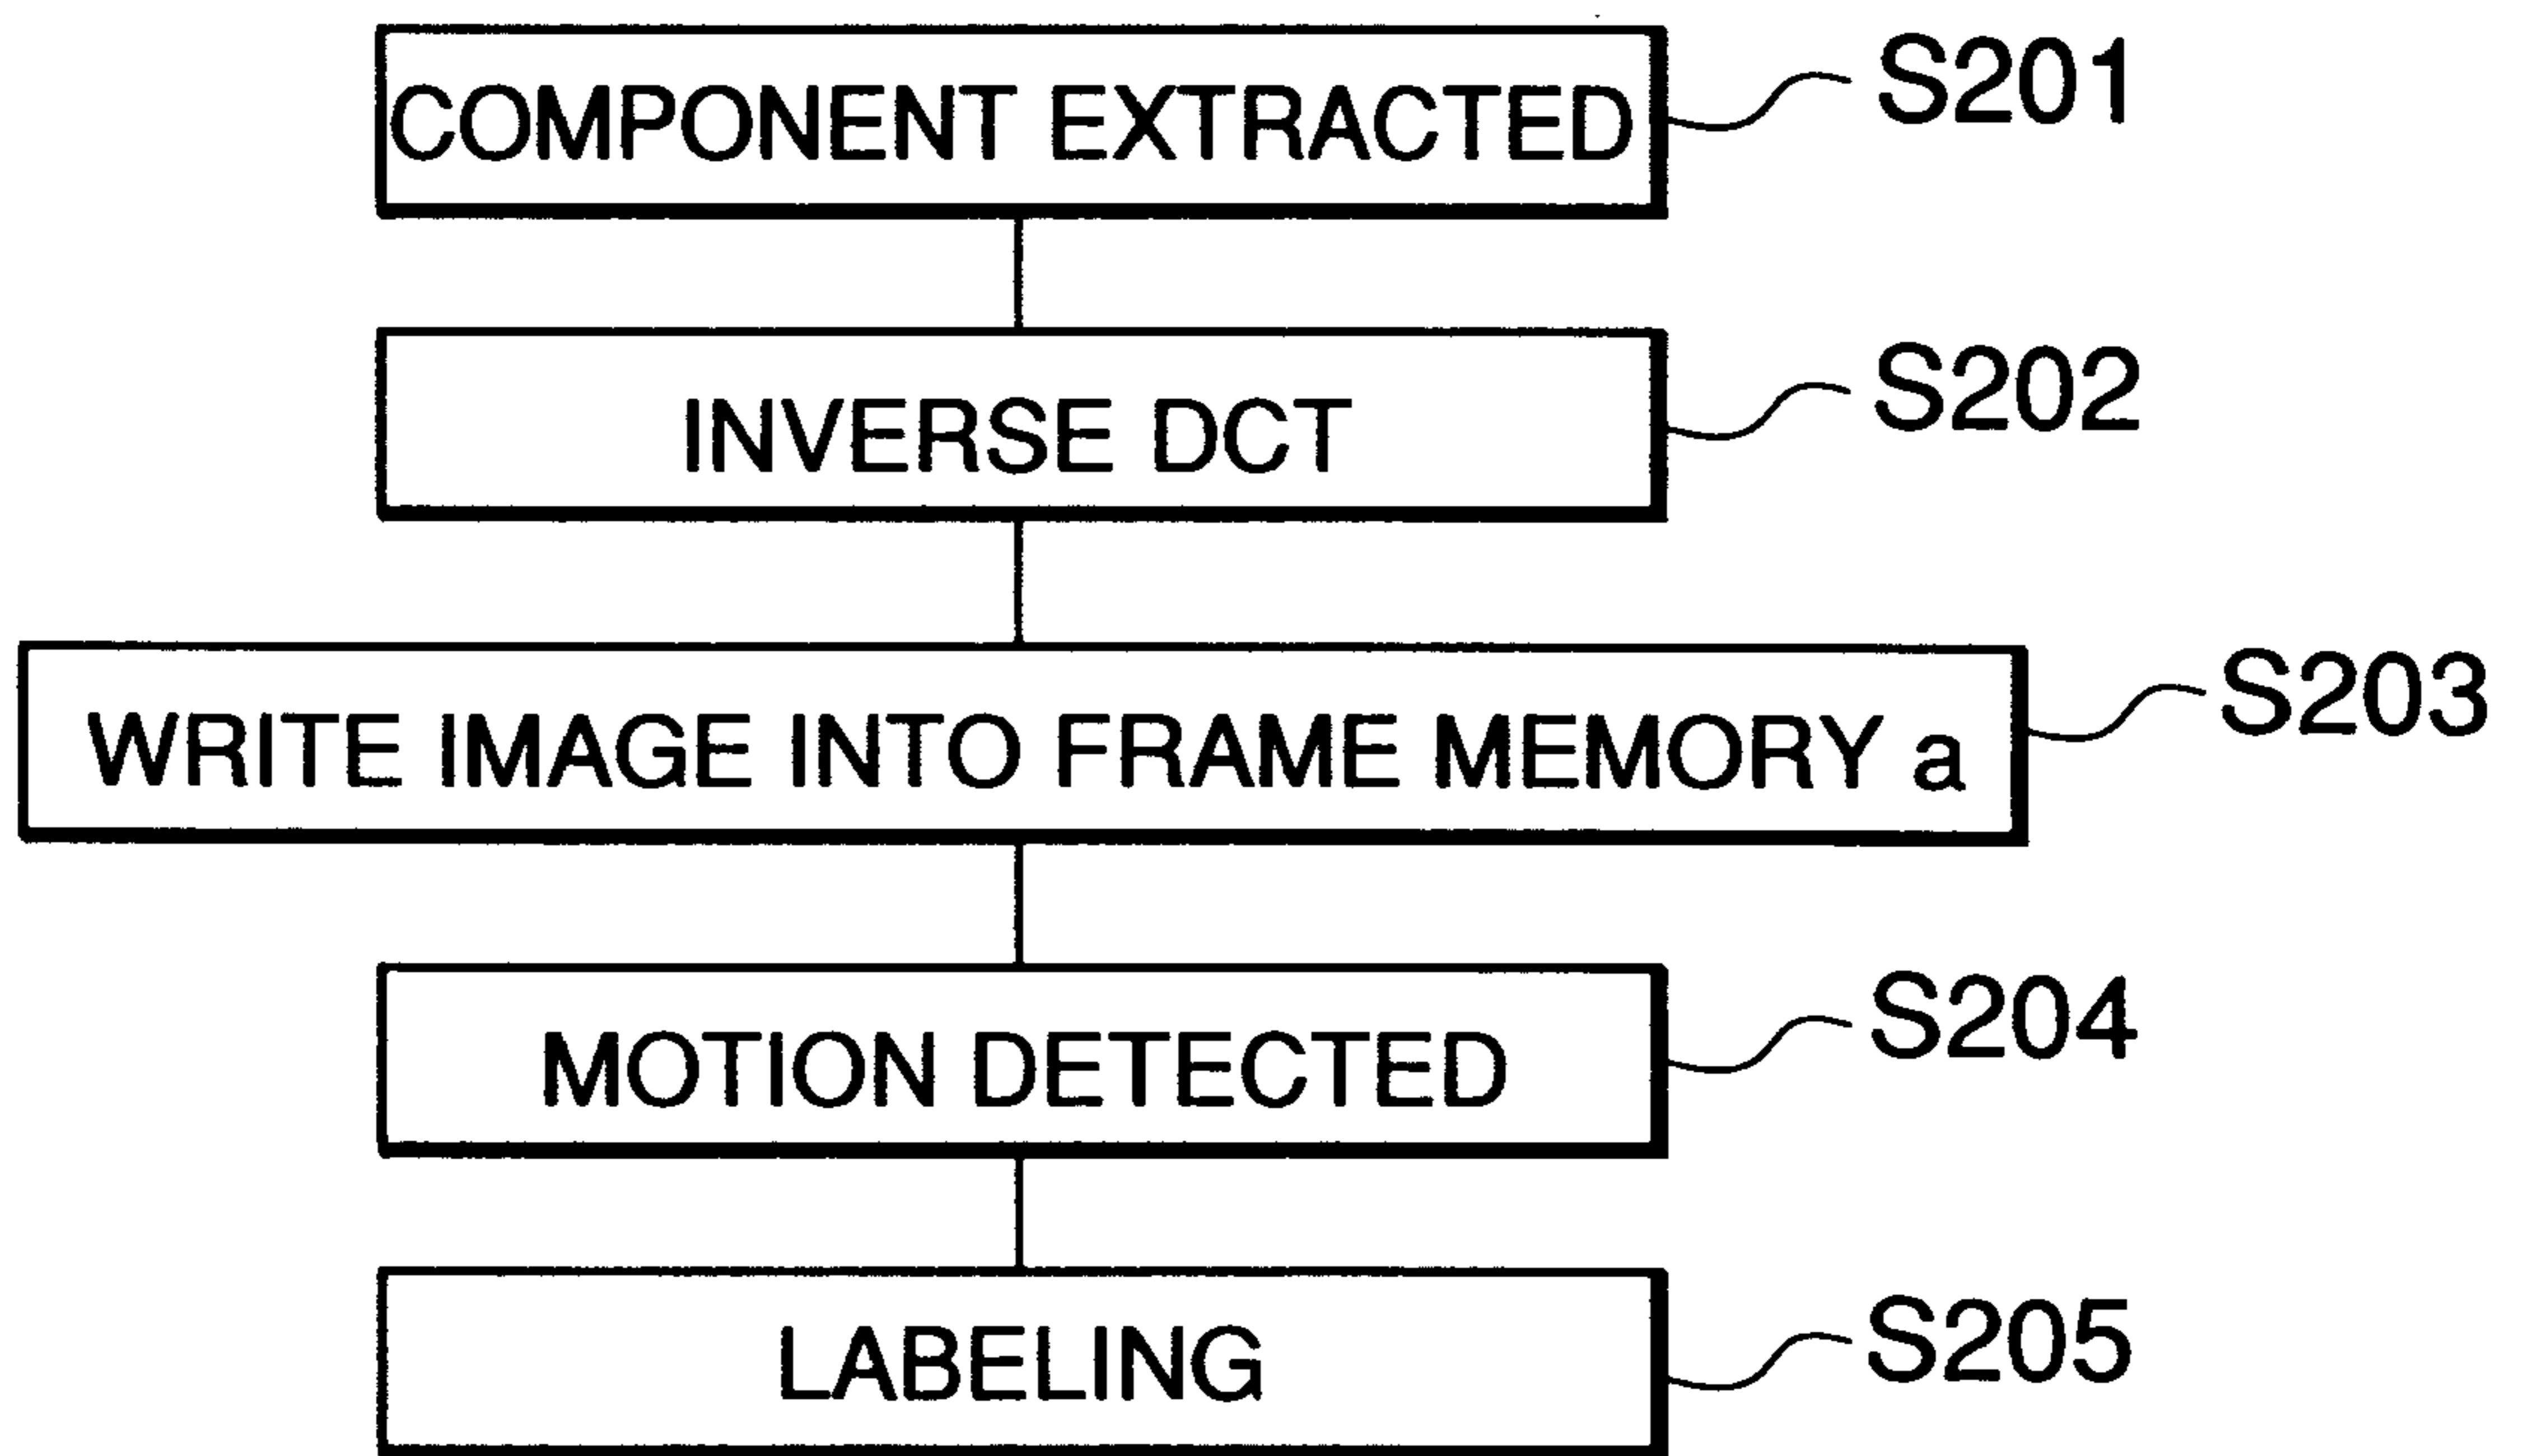 COMPONENT EXTRACTED S201
INVERSE DCT S202
WRITE IMAGE INTO FRAME MEMORY a S203
MOTION DETECTED S204
LABELING S205